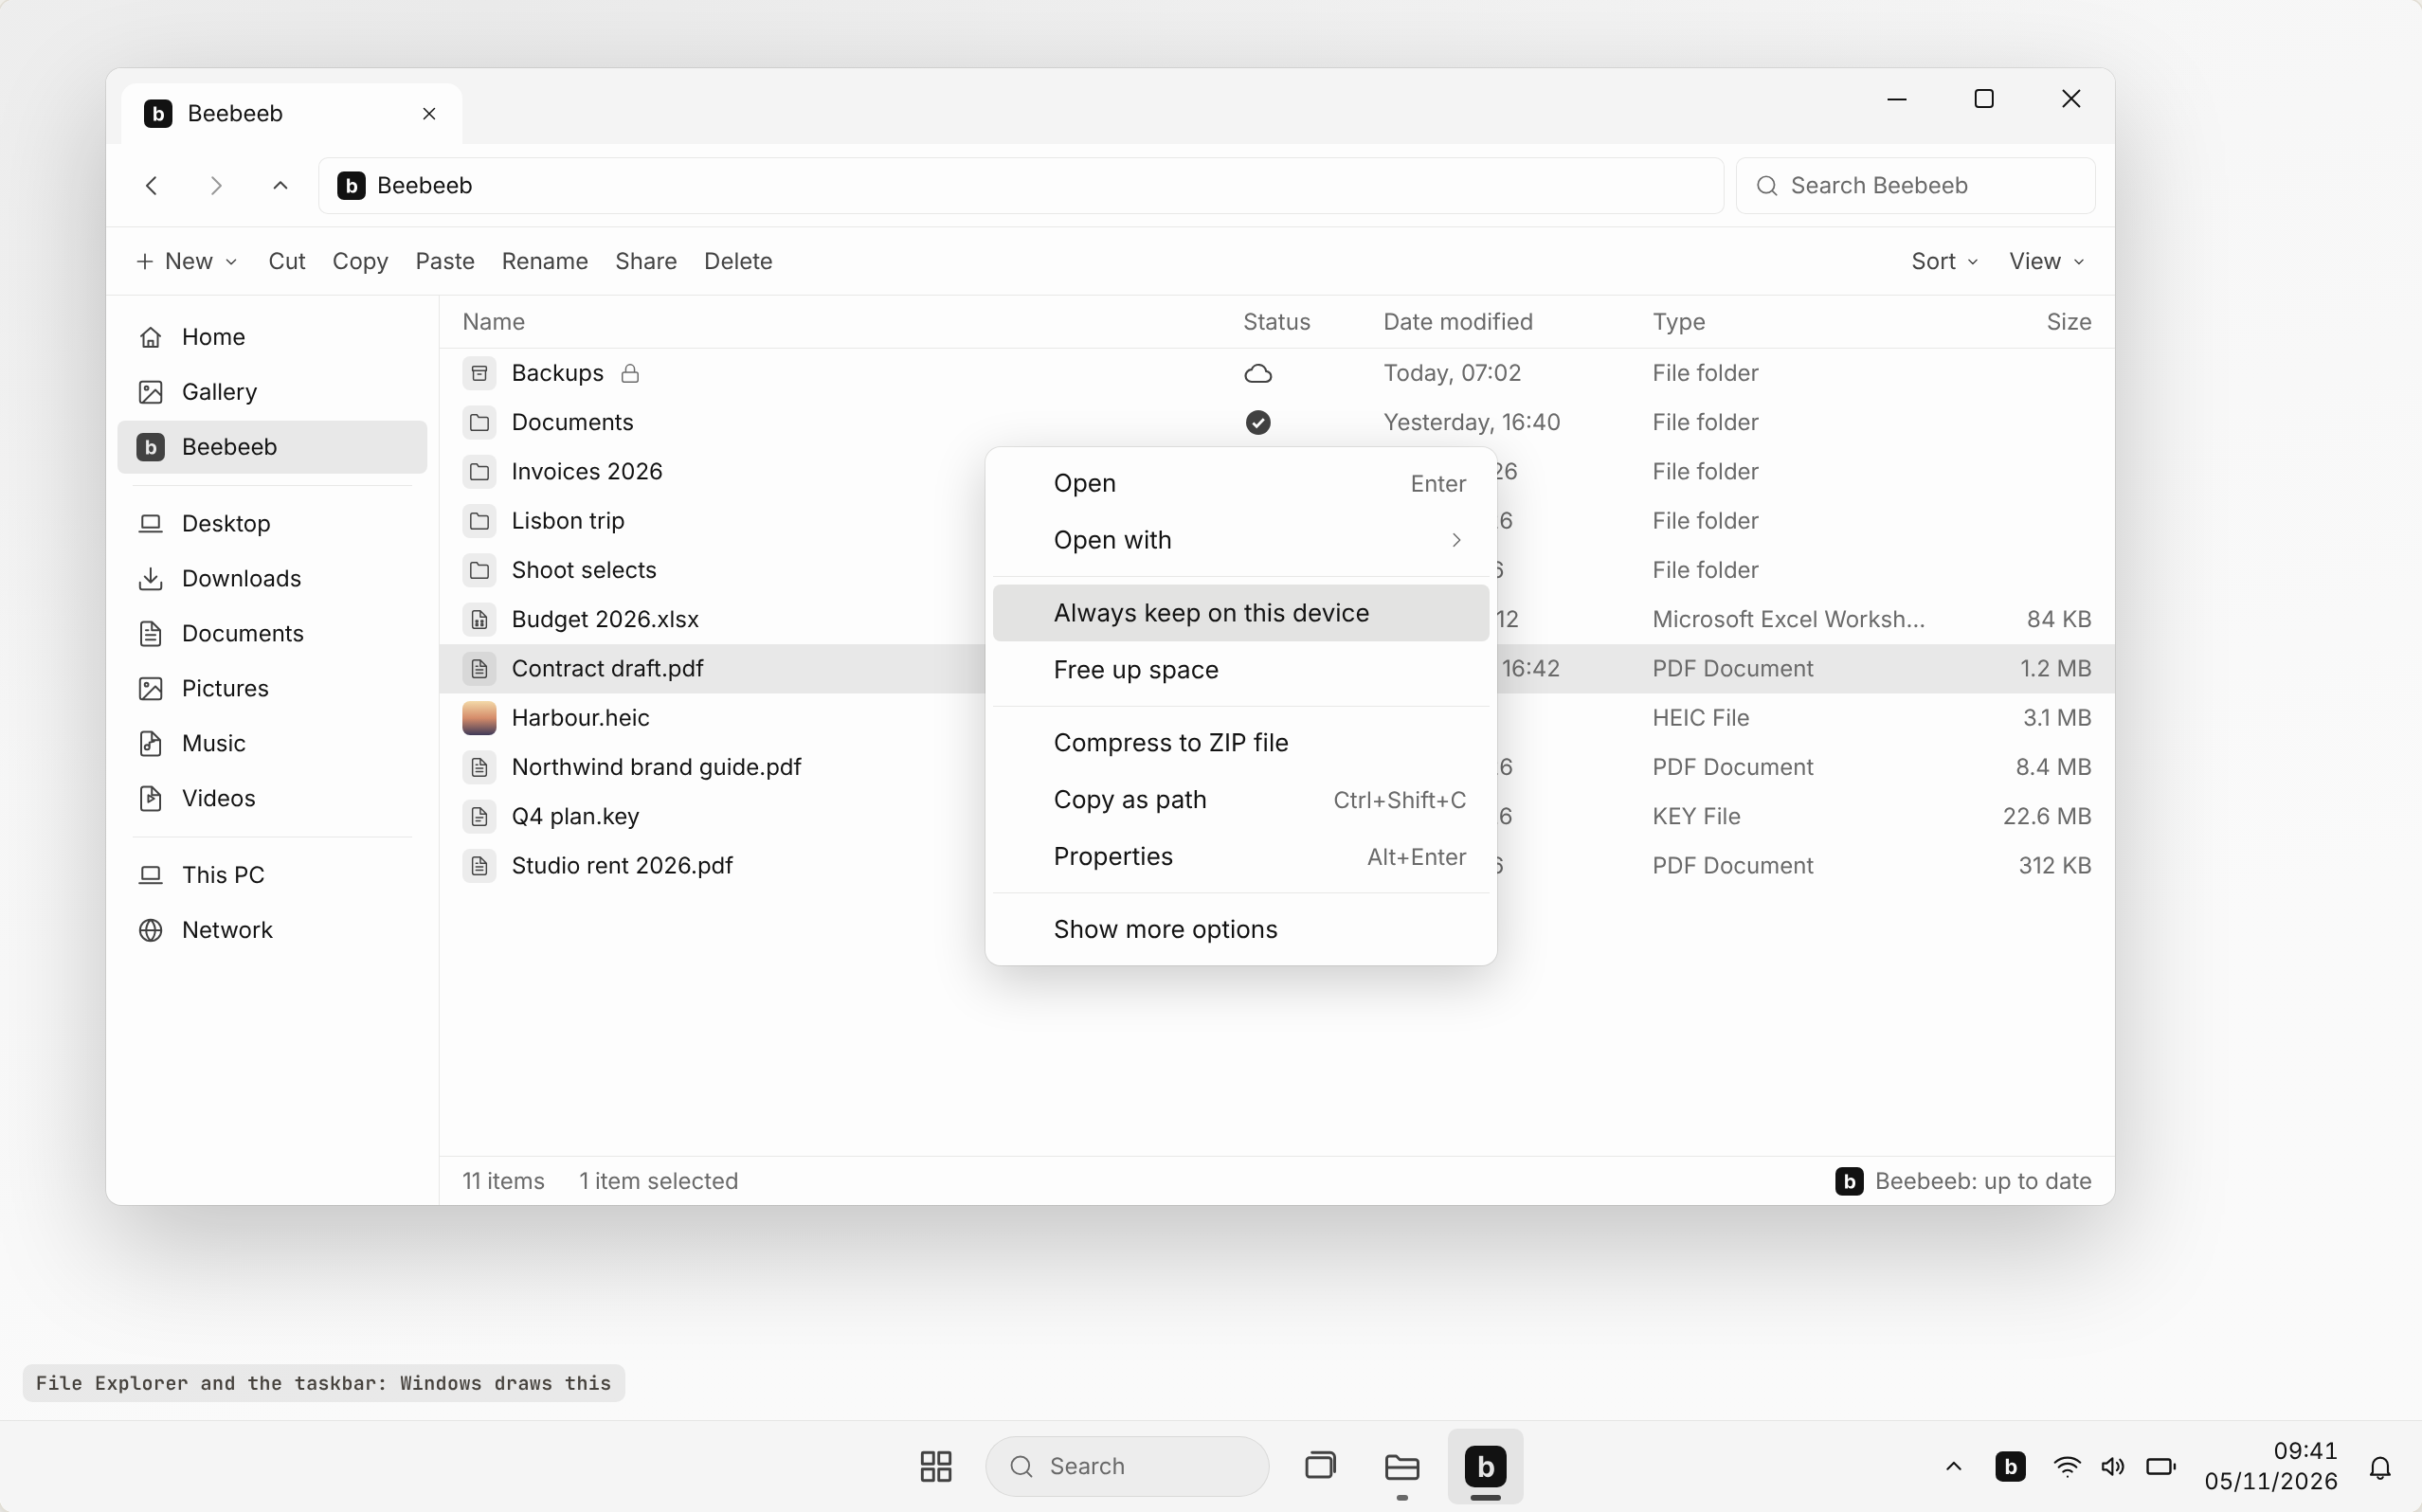 b Beebeeb
b Beebeeb
Search Beebeeb
New Cut Copy Paste Rename Share Delete Sort View
Home
Gallery
b Beebeeb
Desktop
Downloads
Documents
Pictures
Music
Videos
This PC
Network
Name Status Date modified Type Size
Backups Today, 07:02 File folder
Documents Yesterday, 16:40 File folder
Invoices 2026 26 File folder
Lisbon trip 6 File folder
Shoot selects File folder
Budget 2026.xlsx 12 Microsoft Excel Worksh... 84 KB
Contract draft.pdf 16:42 PDF Document 1.2 MB
Harbour.heic HEIC File 3.1 MB
Northwind brand guide.pdf 6 PDF Document 8.4 MB
Q4 plan.key 6 KEY File 22.6 MB
Studio rent 2026.pdf PDF Document 312 KB
Open Enter
Open with
Always keep on this device
Free up space
Compress to ZIP file
Copy as path Ctrl+Shift+C
Properties Alt+Enter
Show more options
11 items 1 item selected b Beebeeb: up to date
File Explorer and the taskbar: Windows draws this
Search b b
09:41
05/11/2026